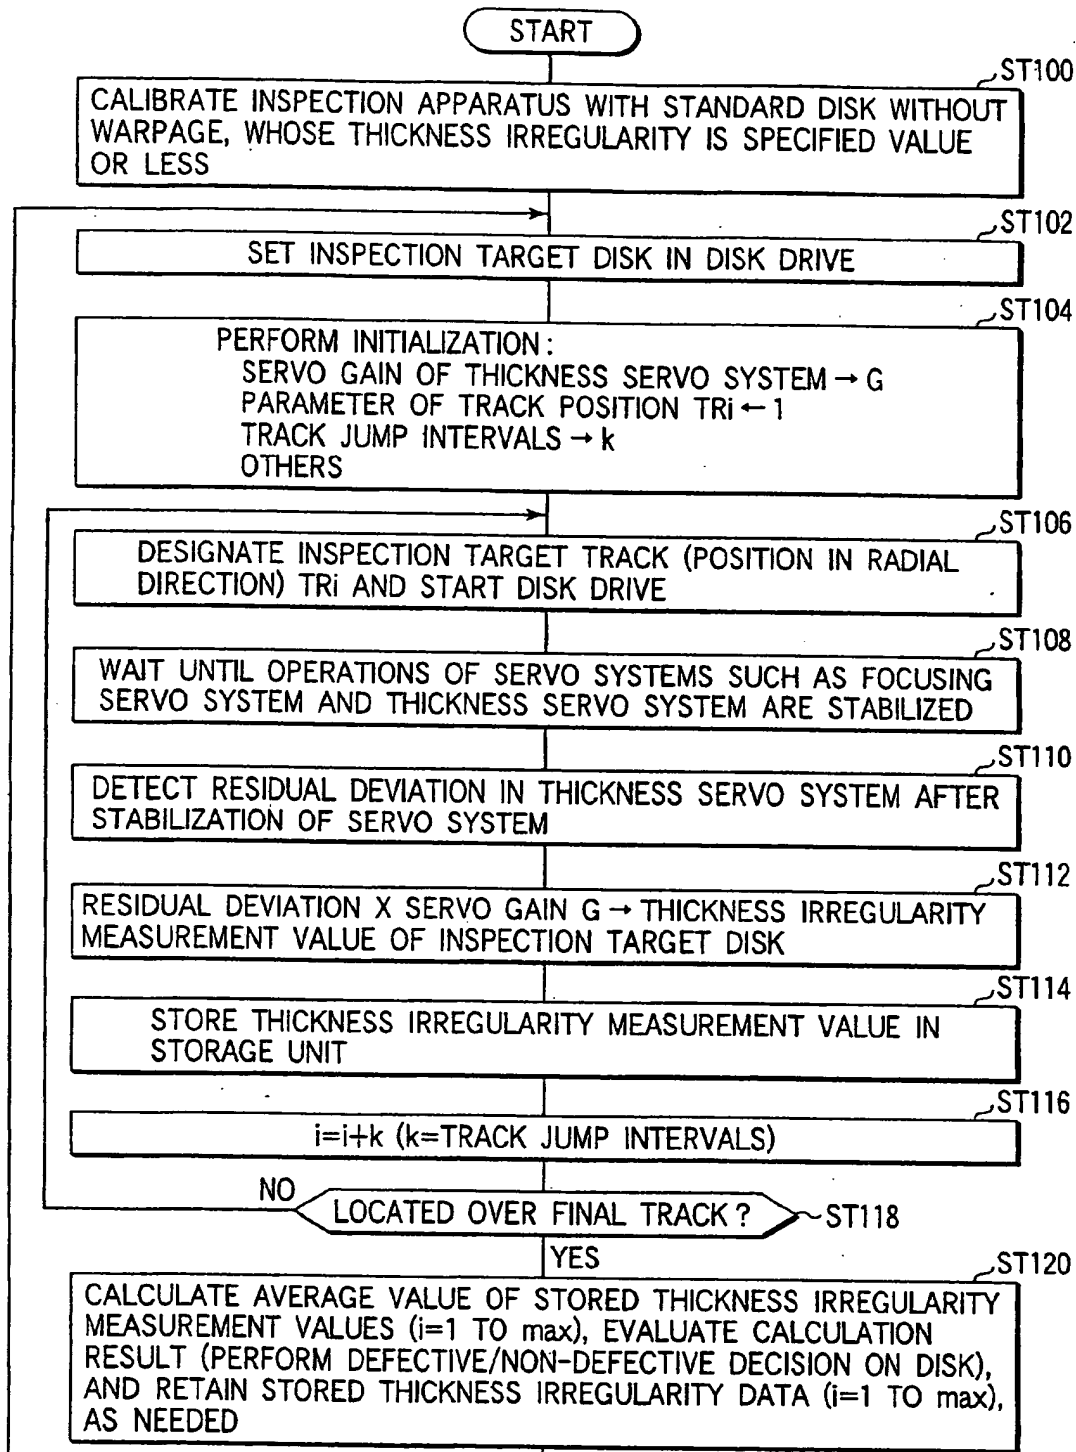 START
ST100
CALIBRATE INSPECTION APPARATUS WITH STANDARD DISK WITHOUT
WARPAGE, WHOSE THICKNESS IRREGULARITY IS SPECIFIED VALUE
OR LESS
ST102
SET INSPECTION TARGET DISK IN DISK DRIVE
ST104
PERFORM INITIALIZATION:
SERVO GAIN OF THICKNESS SERVO SYSTEM → G
PARAMETER OF TRACK POSITION TRi ← 1
TRACK JUMP INTERVALS → k
OTHERS
ST106
DESIGNATE INSPECTION TARGET TRACK (POSITION IN RADIAL
DIRECTION) TRi AND START DISK DRIVE
ST108
WAIT UNTIL OPERATIONS OF SERVO SYSTEMS SUCH AS FOCUSING
SERVO SYSTEM AND THICKNESS SERVO SYSTEM ARE STABILIZED
ST110
DETECT RESIDUAL DEVIATION IN THICKNESS SERVO SYSTEM AFTER
STABILIZATION OF SERVO SYSTEM
ST112
RESIDUAL DEVIATION X SERVO GAIN G → THICKNESS IRREGULARITY
MEASUREMENT VALUE OF INSPECTION TARGET DISK
ST114
STORE THICKNESS IRREGULARITY MEASUREMENT VALUE IN
STORAGE UNIT
ST116
i=i+k (k=TRACK JUMP INTERVALS)
NO
LOCATED OVER FINAL TRACK?
ST118
YES
ST120
CALCULATE AVERAGE VALUE OF STORED THICKNESS IRREGULARITY
MEASUREMENT VALUES (i=1 TO max), EVALUATE CALCULATION
RESULT (PERFORM DEFECTIVE/NON-DEFECTIVE DECISION ON DISK),
AND RETAIN STORED THICKNESS IRREGULARITY DATA (i=1 TO max),
AS NEEDED